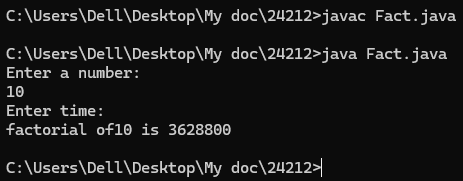 C:\Users\Dell\Desktop\My doc\24212>javac Fact.java
C:\Users\Dell\Desktop\My doc\24212>java Fact.java
Enter a number:
10
Enter time:
factorial of10 is 3628800
C:\Users\Dell\Desktop\My doc\24212>